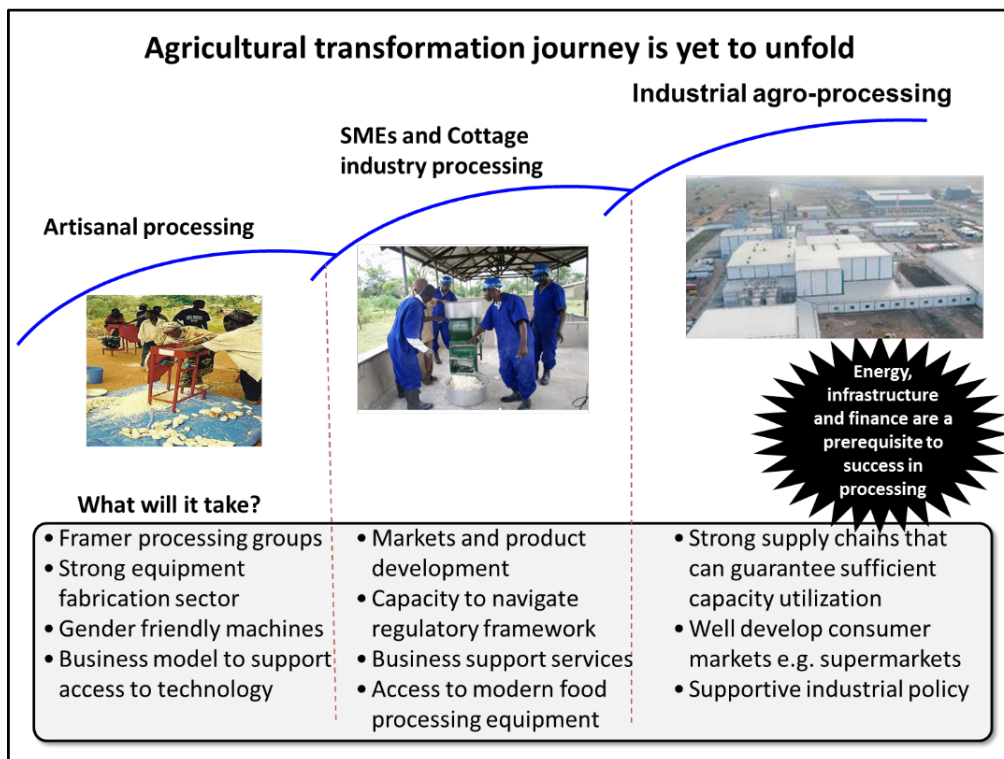 Agricultural transformation journey is yet to unfold
Industrial agro-processing
SMEs and Cottage
industry processing
Artisanal processing
Energy,
infrastructure
and finance are a
prerequisite to
success in
processing
What will it take?
• Framer processing groups
• Strong equipment
fabrication sector
• Gender friendly machines
• Business model to support
access to technology
• Markets and product
development
• Capacity to navigate
regulatory framework
• Business support services
• Access to modern food
processing equipment
• Strong supply chains that
can guarantee sufficient
capacity utilization
• Well develop consumer
markets e.g. supermarkets
• Supportive industrial policy